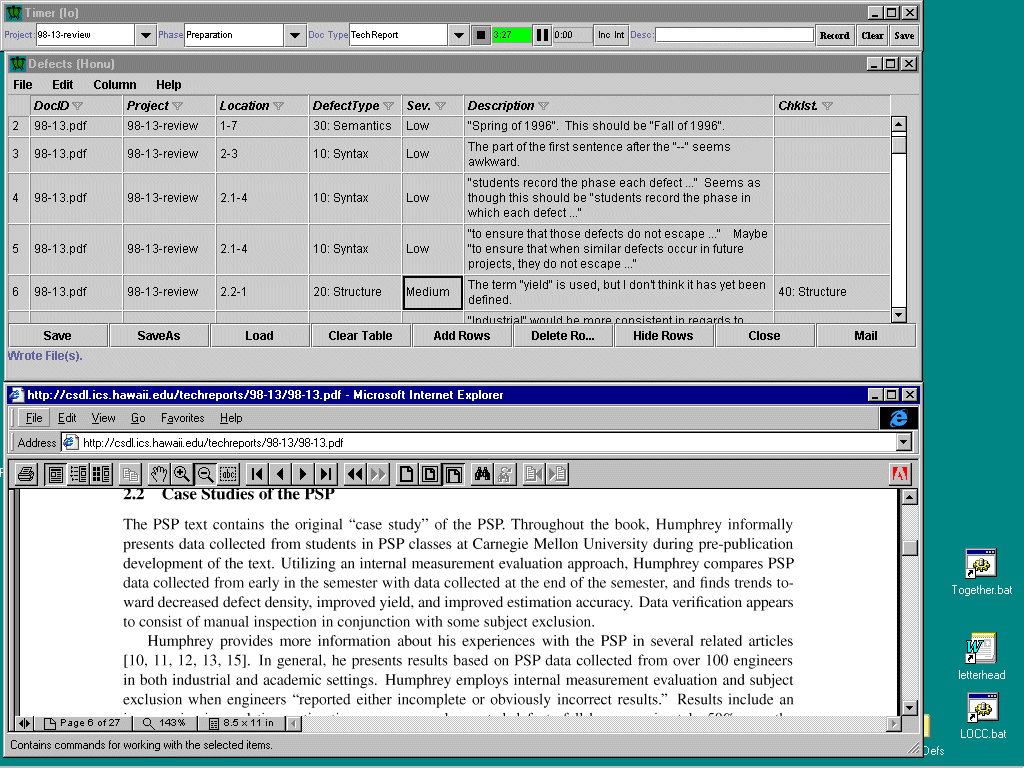 Timer (Io)
Project: 98-13-review Phase Preparation Doc Type TechReport 3:27 0:00 Inc Int Desc: Record Clear Save
Defects (Honu)
File Edit Column Help
DocID Project Location DefectType Sev. Description Chklst.
2 98-13.pdf 98-13-review 1-7 30: Semantics Low "Spring of 1996". This should be "Fall of 1996".
3 98-13.pdf 98-13-review 2-3 10: Syntax Low The part of the first sentence after the "--" seems
awkward.
4 98-13.pdf 98-13-review 2.1-4 10: Syntax Low "students record the phase each defect ..." Seems as
though this should be "students record the phase in
which each defect ..."
5 98-13.pdf 98-13-review 2.1-4 10: Syntax Low "to ensure that those defects do not escape ..." Maybe
"to ensure that when similar defects occur in future
projects, they do not escape ..."
6 98-13.pdf 98-13-review 2.2-1 20: Structure Medium The term "yield" is used, but I don't think it has yet been
defined. 40: Structure
"Industrial" would be more consistent in regards to
Save SaveAs Load Clear Table Add Rows Delete Ro... Hide Rows Close Mail
Wrote File(s).
http://csdl.ics.hawaii.edu/techreports/98-13/98-13.pdf - Microsoft Internet Explorer
File Edit View Go Favorites Help
Address http://csdl.ics.hawaii.edu/techreports/98-13/98-13.pdf
abc
2.2 Case Studies of the PSP
The PSP text contains the original “case study” of the PSP. Throughout the book, Humphrey informally
presents data collected from students in PSP classes at Carnegie Mellon University during pre-publication
development of the text. Utilizing an internal measurement evaluation approach, Humphrey compares PSP
data collected from early in the semester with data collected at the end of the semester, and finds trends to-
ward decreased defect density, improved yield, and improved estimation accuracy. Data verification appears
to consist of manual inspection in conjunction with some subject exclusion.
Humphrey provides more information about his experiences with the PSP in several related articles
[10, 11, 12, 13, 15]. In general, he presents results based on PSP data collected from over 100 engineers
in both industrial and academic settings. Humphrey employs internal measurement evaluation and subject
exclusion when engineers “reported either incomplete or obviously incorrect results.” Results include an
Page 6 of 27 143% 8.5 x 11 in
Contains commands for working with the selected items.
Together.bat
letterhead
LOCC.bat
Defs